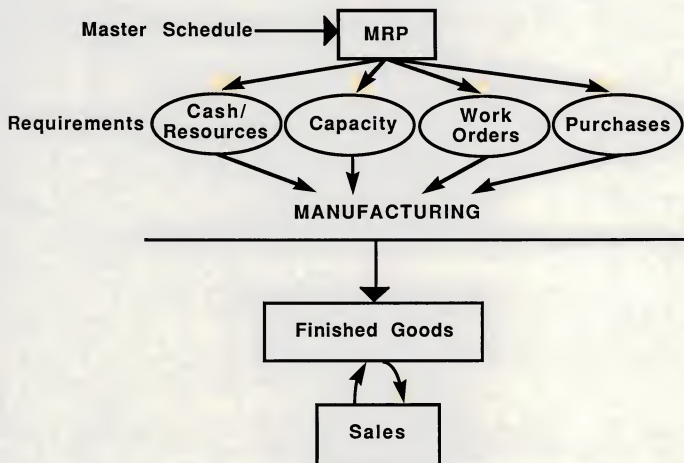 Master Schedule
MRP
Requirements
Cash/
Resources
Capacity
Work
Orders
Purchases
MANUFACTURING
Finished Goods
Sales